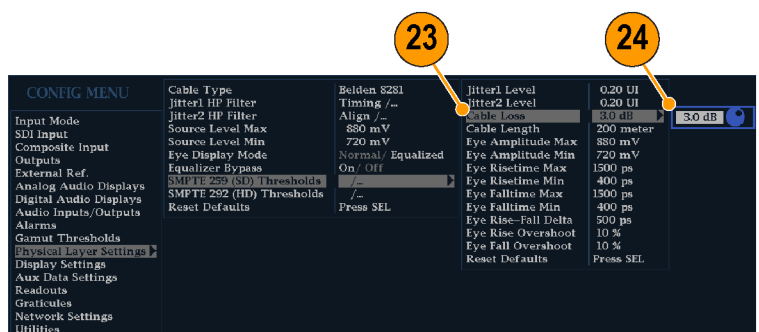 23
24
CONFIG MENU
Input Mode
SDI Input
Composite Input
Outputs
External Ref.
Analog Audio Displays
Digital Audio Displays
Audio Inputs/Outputs
Alarms
Gamut Thresholds
Physical Layer Settings
Display Settings
Aux Data Settings
Readouts
Graticules
Network Settings
Utilities
Cable Type Belden 8281
Jitter1 HP Filter Timing /...
Jitter2 HP Filter Align /...
Source Level Max 880 mV
Source Level Min 720 mV
Eye Display Mode Normal/ Equalized
Equalizer Bypass On/ Off
SMPTE 259 (SD) Thresholds /...
SMPTE 292 (HD) Thresholds /...
Reset Defaults Press SEL
Jitter1 Level 0.20 UI
Jitter2 Level 0.20 UI
Cable Loss 3.0 dB
Cable Length 200 meter
Eye Amplitude Max 880 mV
Eye Amplitude Min 720 mV
Eye Risetime Max 1500 ps
Eye Risetime Min 400 ps
Eye Falltime Max 1500 ps
Eye Falltime Min 400 ps
Eye Rise-Fall Delta 500 ps
Eye Rise Overshoot 10 %
Eye Fall Overshoot 10 %
Reset Defaults Press SEL
3.0 dB